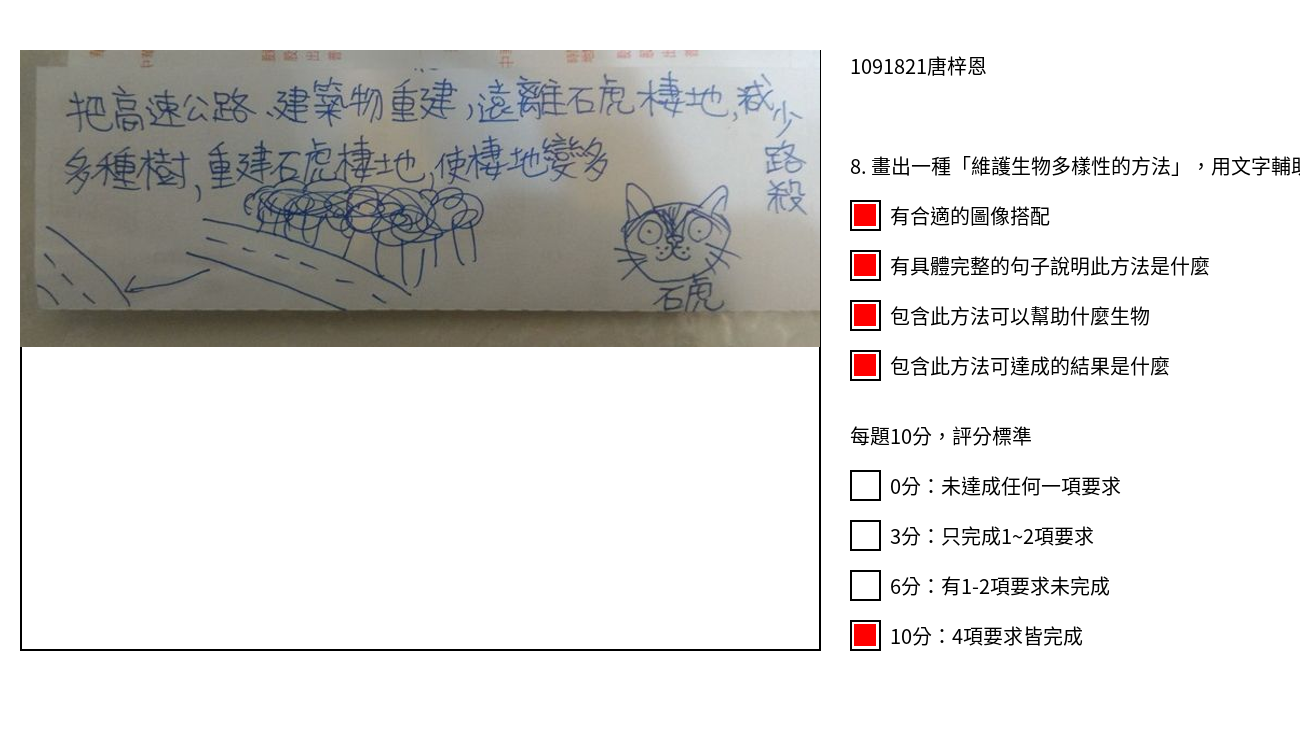 把高速公路、建築物重建,遠離石虎棲地,減少路殺
多種樹,重建石虎棲地,使棲地變多
石虎
1091821唐梓恩
8. 畫出一種「維護生物多樣性的方法」，用文字輔助
有合適的圖像搭配
有具體完整的句子說明此方法是什麼
包含此方法可以幫助什麼生物
包含此方法可達成的結果是什麼
每題10分，評分標準
0分：未達成任何一項要求
3分：只完成1~2項要求
6分：有1-2項要求未完成
10分：4項要求皆完成